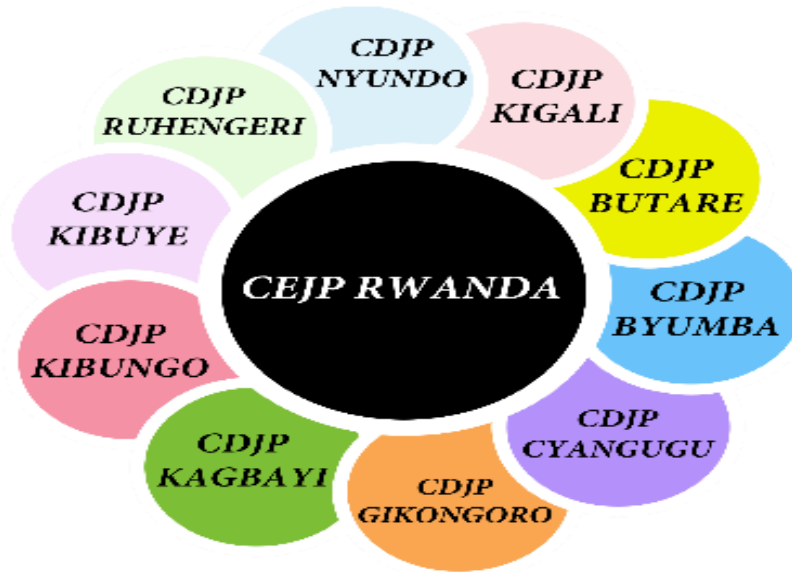 CDJP
NYUNDO
CDJP
KIGALI
CDJP
RUHENGERI
CDJP
BUTARE
CDJP
KIBUYE
CEJP RWANDA
CDJP
BYUMBA
CDJP
KIBUNGO
CDJP
CYANGUGU
CDJP
KAGBAYI
CDJP
GIKONGORO